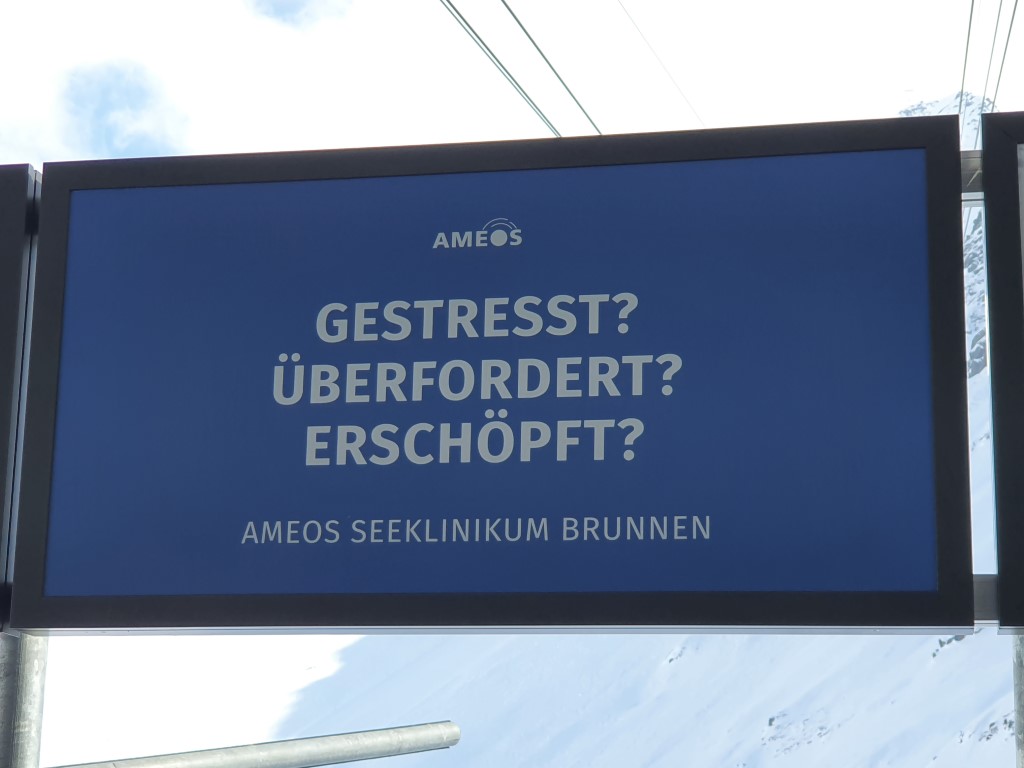 AMEOS
GESTRESST?
ÜBERFORDERT?
ERSCHÖPFT?
AMEOS SEEKLINIKUM BRUNNEN